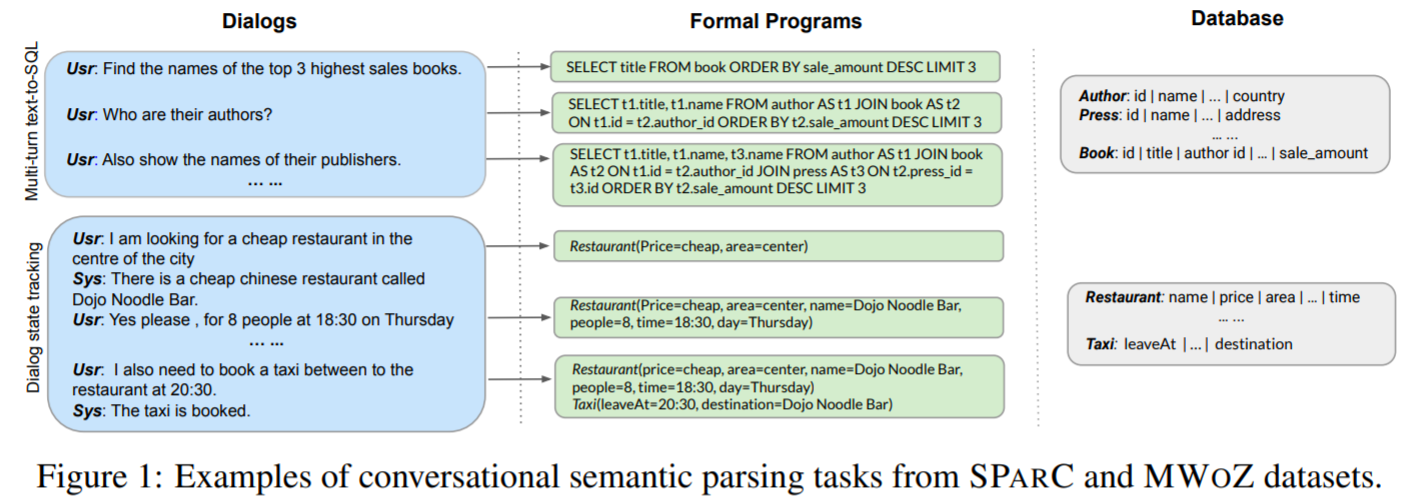 Dialogs
Formal Programs
Database
Multi-turn text-to-SQL
Usr: Find the names of the top 3 highest sales books.
Usr: Who are their authors?
Usr: Also show the names of their publishers.
... ...
SELECT title FROM book ORDER BY sale_amount DESC LIMIT 3
SELECT t1.title, t1.name FROM author AS t1 JOIN book AS t2
ON t1.id = t2.author_id ORDER BY t2.sale_amount DESC LIMIT 3
SELECT t1.title, t1.name, t3.name FROM author AS t1 JOIN book
AS t2 ON t1.id = t2.author_id JOIN press AS t3 ON t2.press_id =
t3.id ORDER BY t2.sale_amount DESC LIMIT 3
Author: id | name | ... | country
Press: id | name | ... | address
... ...
Book: id | title | author id | ... | sale_amount
Dialog state tracking
Usr: I am looking for a cheap restaurant in the
centre of the city
Sys: There is a cheap chinese restaurant called
Dojo Noodle Bar.
Usr: Yes please , for 8 people at 18:30 on Thursday
... ...
Usr: I also need to book a taxi between to the
restaurant at 20:30.
Sys: The taxi is booked.
Restaurant(Price=cheap, area=center)
Restaurant(Price=cheap, area=center, name=Dojo Noodle Bar,
people=8, time=18:30, day=Thursday)
Restaurant(price=cheap, area=center, name=Dojo Noodle Bar,
people=8, time=18:30, day=Thursday)
Taxi(leaveAt=20:30, destination=Dojo Noodle Bar)
Restaurant: name | price | area | ... | time
... ...
Taxi: leaveAt | ... | destination
Figure 1: Examples of conversational semantic parsing tasks from SPARC and MWOZ datasets.